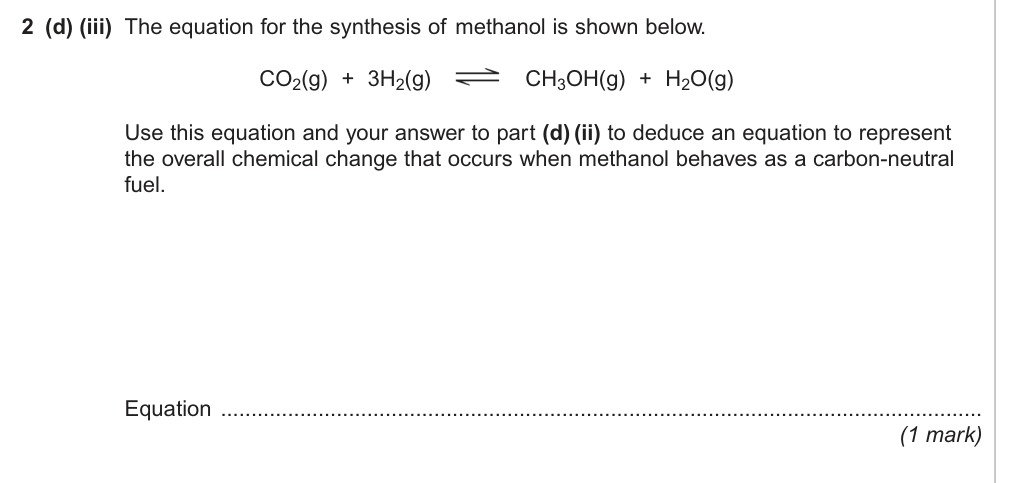 2 (d) (iii) The equation for the synthesis of methanol is shown below.
CO₂(g) + 3H₂(g) ⇌ CH₃OH(g) + H₂O(g)
Use this equation and your answer to part (d) (ii) to deduce an equation to represent
the overall chemical change that occurs when methanol behaves as a carbon-neutral
fuel.
Equation ................................................................................................................................
(1 mark)